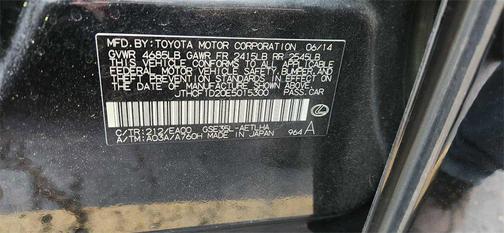 MFD. BY: TOYOTA MOTOR CORPORATION 06/14
GVWR 4685LB GAWR FR 2415LB RR 2545LB
THIS VEHICLE CONFORMS TO ALL APPLICABLE
FEDERAL MOTOR VEHICLE SAFETY, BUMPER, AND
THEFT PREVENTION STANDARDS IN EFFECT ON
THE DATE OF MANUFACTURE SHOWN ABOVE.
JTHCF1D20E5015300 PASS. CAR
C/TR: 212/EA00 GSE35L-AETLHA
A/TM: A03A/A760H MADE IN JAPAN 964 A